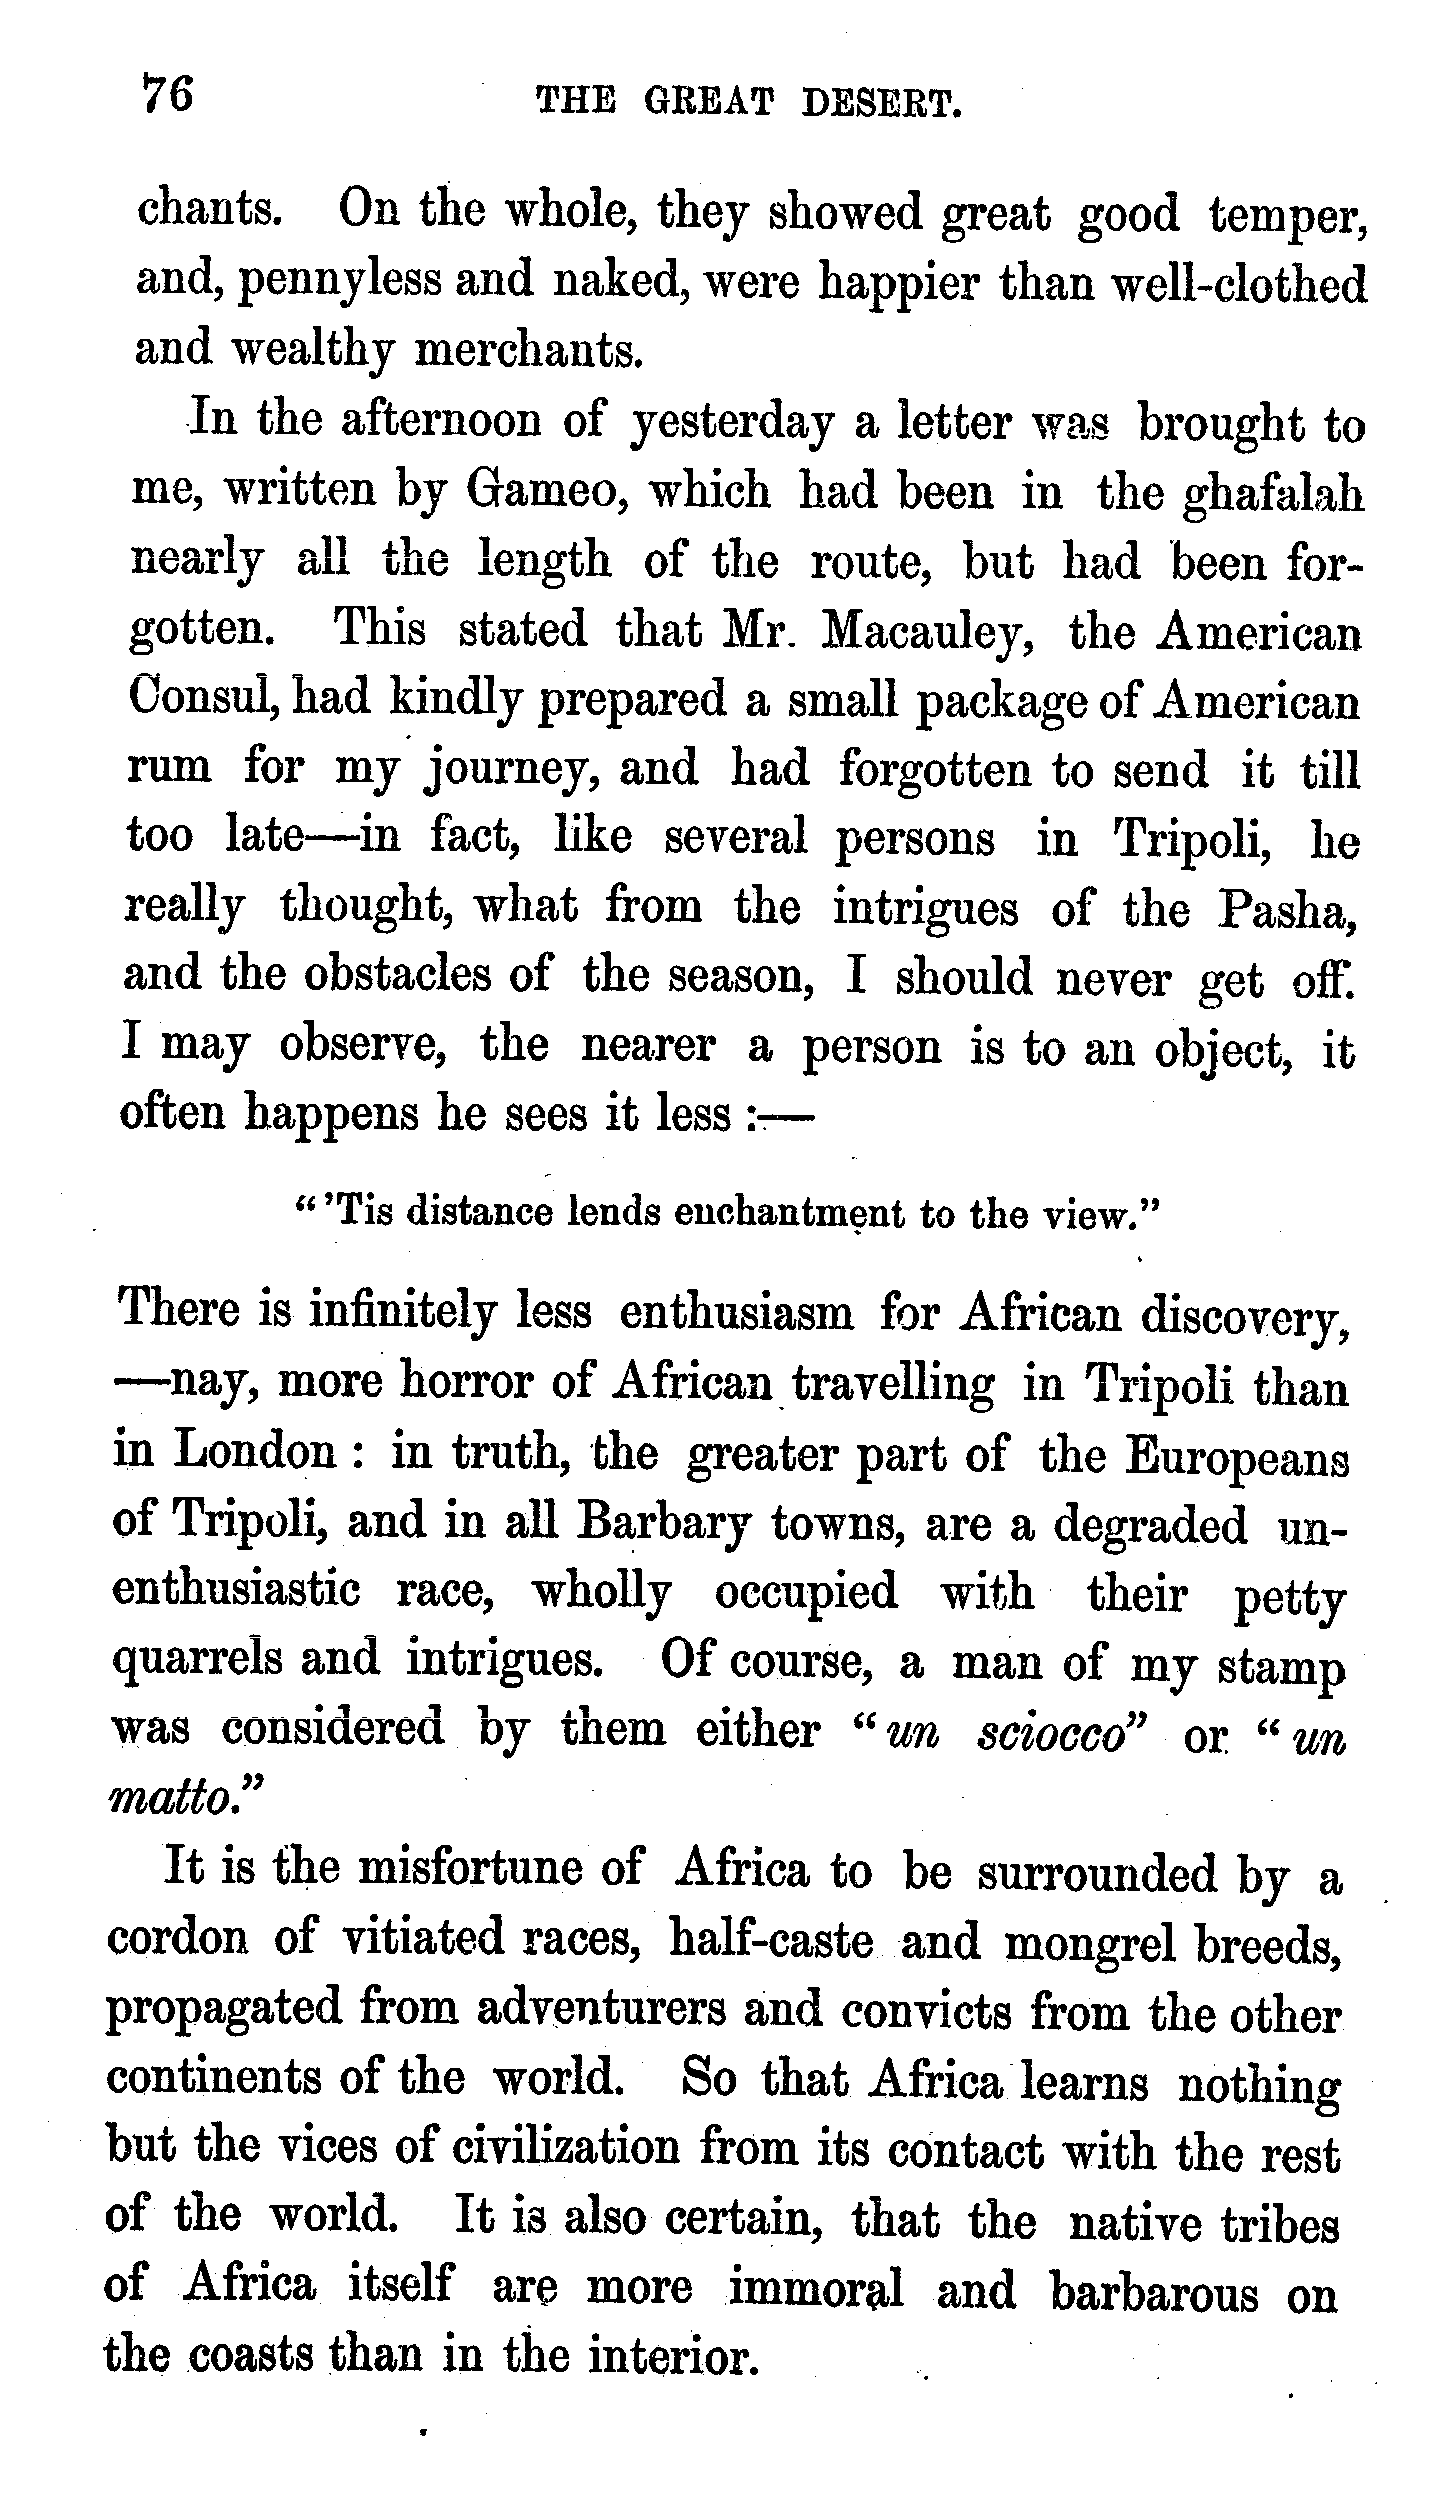 76 THE GREAT DESERT.
chants. On the whole, they showed great good temper,
and, pennyless and naked, were happier than well-clothed
and wealthy merchants.
In the afternoon of yesterday a letter was brought to
me, written by Gameo, which had been in the ghafalah
nearly all the length of the route, but had been for-
gotten. This stated that Mr. Macauley, the American
Consul, had kindly prepared a small package of American
rum for my journey, and had forgotten to send it till
too late—in fact, like several persons in Tripoli, he
really thought, what from the intrigues of the Pasha,
and the obstacles of the season, I should never get off.
I may observe, the nearer a person is to an object, it
often happens he sees it less :—
“ ’Tis distance lends enchantment to the view.”
There is infinitely less enthusiasm for African discovery,
—nay, more horror of African travelling in Tripoli than
in London : in truth, the greater part of the Europeans
of Tripoli, and in all Barbary towns, are a degraded un-
enthusiastic race, wholly occupied with their petty
quarrels and intrigues. Of course, a man of my stamp
was considered by them either “ un sciocco” or “ un
matto.”
It is the misfortune of Africa to be surrounded by a
cordon of vitiated races, half-caste and mongrel breeds,
propagated from adventurers and convicts from the other
continents of the world. So that Africa learns nothing
but the vices of civilization from its contact with the rest
of the world. It is also certain, that the native tribes
of Africa itself are more immoral and barbarous on
the coasts than in the interior.